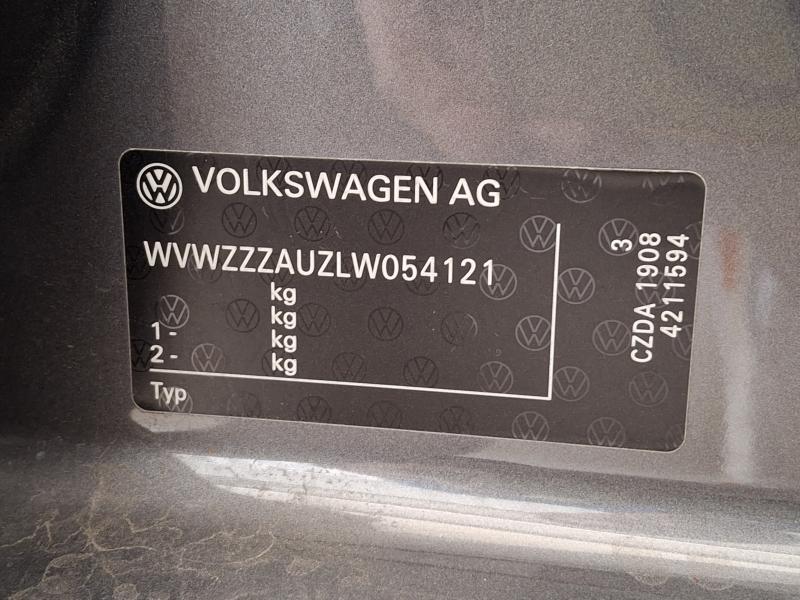 VOLKSWAGEN AG
WVWZZZAUZLW054121
kg
kg
1- kg
2- kg
Typ
3
CZDA 1908
4211594